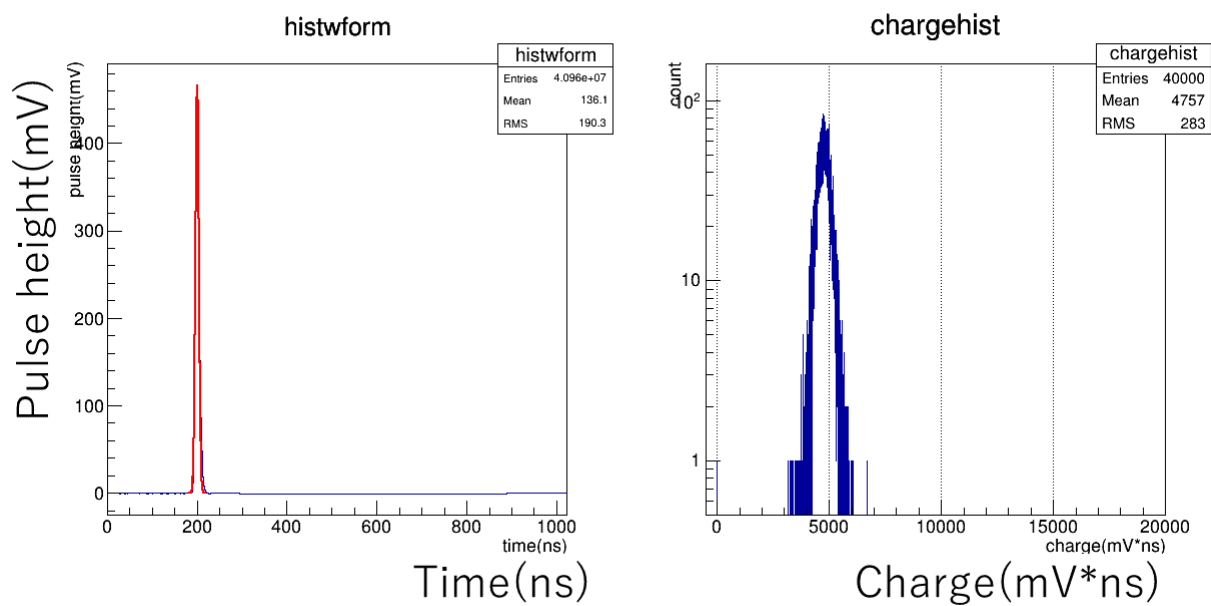 histwform
histwform
Entries 4.096e+07
Mean 136.1
RMS 190.3
Pulse height(mV)
pulse height(mV)
400
300
200
100
0
0 200 400 600 800 1000
time(ns)
Time(ns)
chargehist
chargehist
Entries 40000
Mean 4757
RMS 283
count
10²
10
1
0 5000 10000 15000 20000
charge(mV*ns)
Charge(mV*ns)